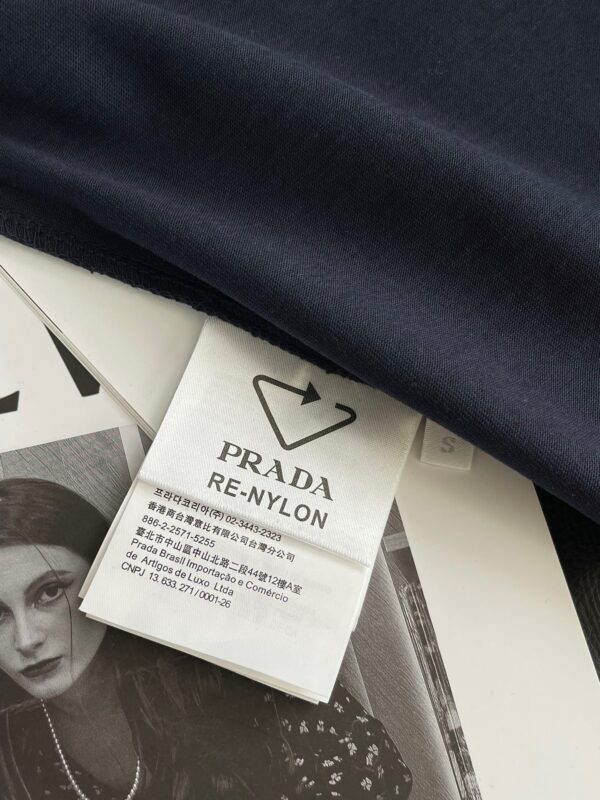 PRADA
RE-NYLON
프라다코리아(주) 02-3443-2323
香港商台灣意比有限公司台灣分公司
886-2-2571-5255
臺北市中山區中山北路二段44號12樓A室
Prada Brasil Importação e Comércio
de Artigos de Luxo Ltda
CNPJ 13.633.271/0001-26
S